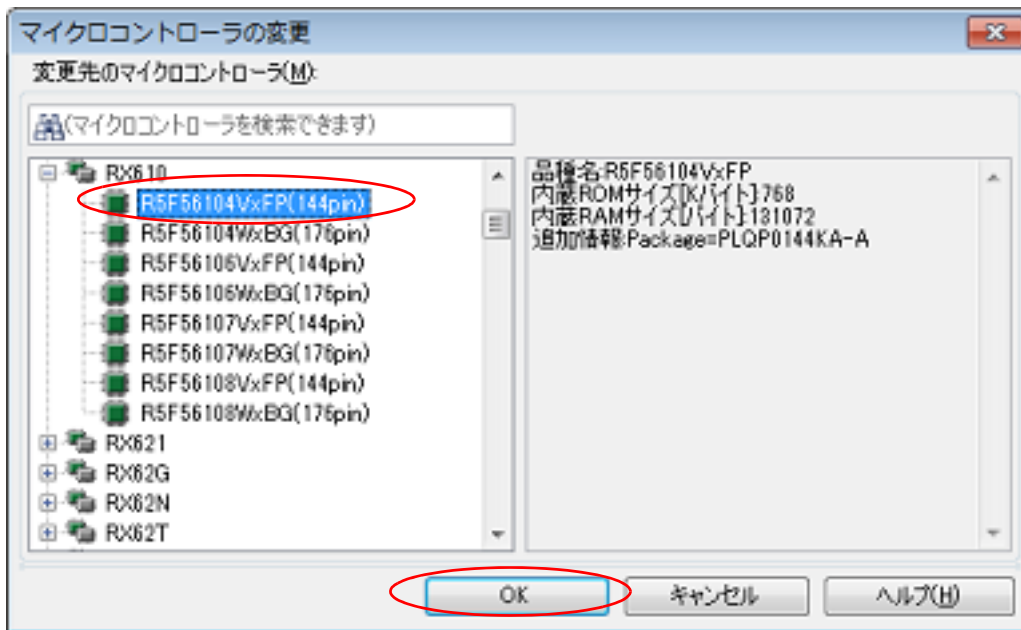 マイクロコントローラの変更
変更先のマイクロコントローラ(M):
(マイクロコントローラを検索できます)
RX610
R5F56104VxFP(144pin)
R5F56104WxBG(176pin)
R5F56106VxFP(144pin)
R5F56106WxBG(176pin)
R5F56107VxFP(144pin)
R5F56107WxBG(176pin)
R5F56108VxFP(144pin)
R5F56108WxBG(176pin)
RX621
RX62G
RX62N
RX62T
品種名:R5F56104VxFP
内蔵ROMサイズ[Kバイト]:768
内蔵RAMサイズ[バイト]:131072
追加情報:Package=PLQP0144KA-A
OK
キャンセル
ヘルプ(H)